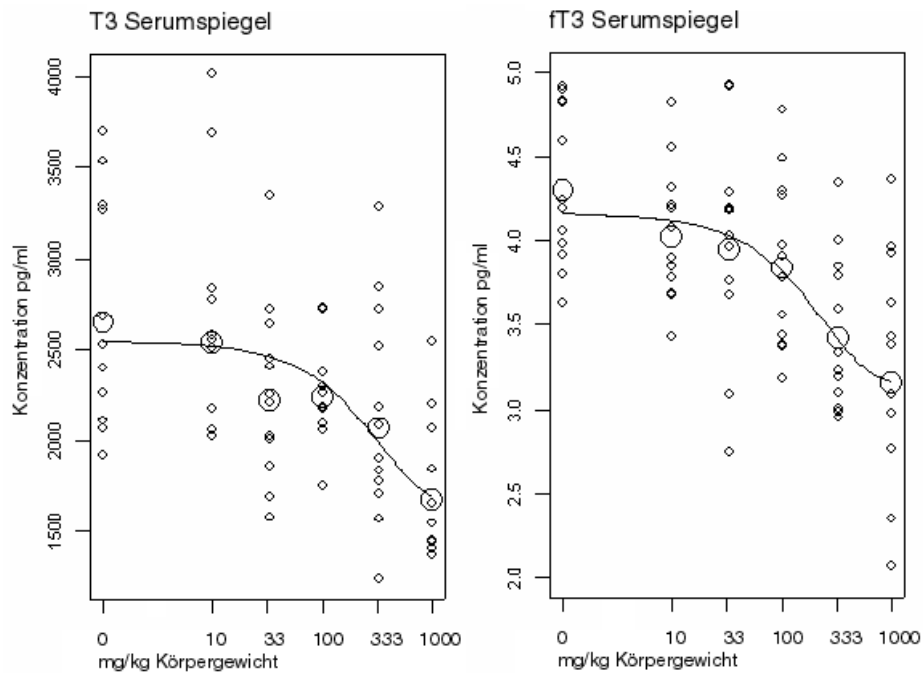 T3 Serumspiegel
Konzentration pg/ml
4000
3500
3000
2500
2000
1500
0 10 33 100 333 1000
mg/kg Körpergewicht
fT3 Serumspiegel
Konzentration pg/ml
5.0
4.5
4.0
3.5
3.0
2.5
2.0
0 10 33 100 333 1000
mg/kg Körpergewicht